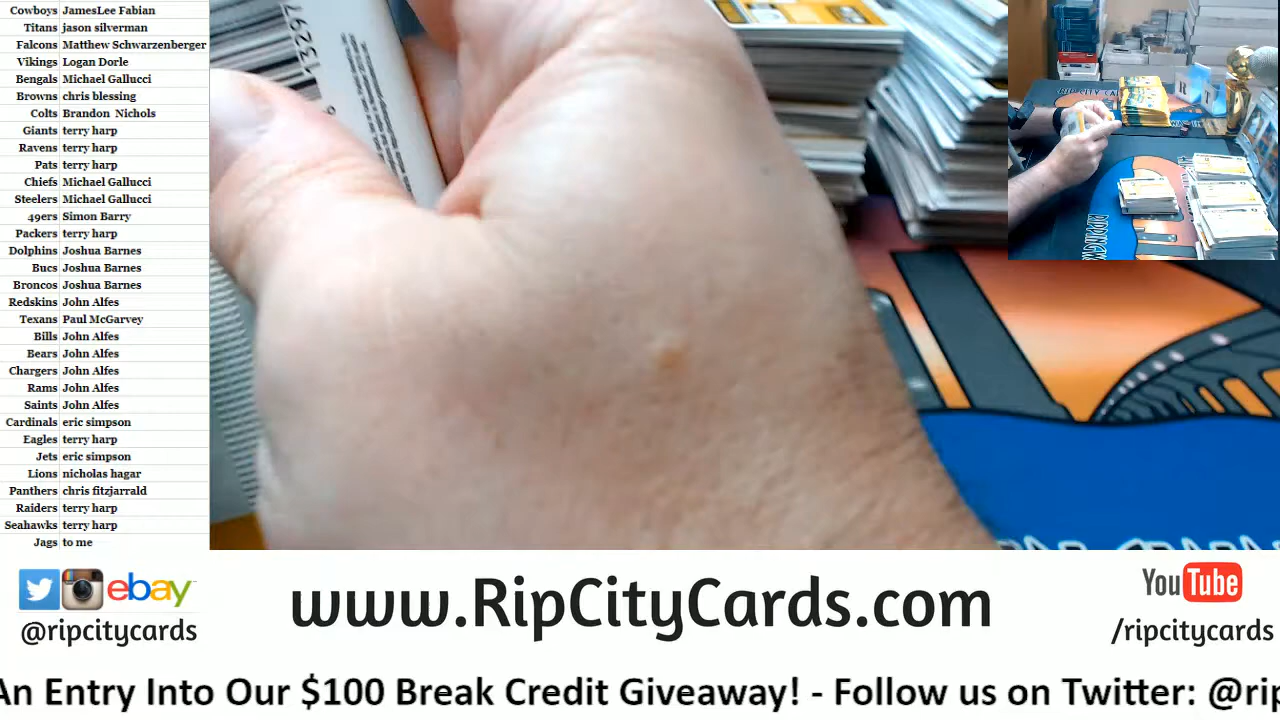 Cowboys JamesLee Fabian
Titans jason silverman
Falcons Matthew Schwarzenberger
Vikings Logan Dorle
Bengals Michael Gallucci
Browns chris blessing
Colts Brandon Nichols
Giants terry harp
Ravens terry harp
Pats terry harp
Chiefs Michael Gallucci
Steelers Michael Gallucci
49ers Simon Barry
Packers terry harp
Dolphins Joshua Barnes
Bucs Joshua Barnes
Broncos Joshua Barnes
Redskins John Alfes
Texans Paul McGarvey
Bills John Alfes
Bears John Alfes
Chargers John Alfes
Rams John Alfes
Saints John Alfes
Cardinals eric simpson
Eagles terry harp
Jets eric simpson
Lions nicholas hagar
Panthers chris fitzjarrald
Raiders terry harp
Seahawks terry harp
Jags to me
13297
RIP CITY CA
ebay
@ripcitycards
www.RipCityCards.com
YouTube
/ripcitycards
An Entry Into Our $100 Break Credit Giveaway! - Follow us on Twitter: @rip